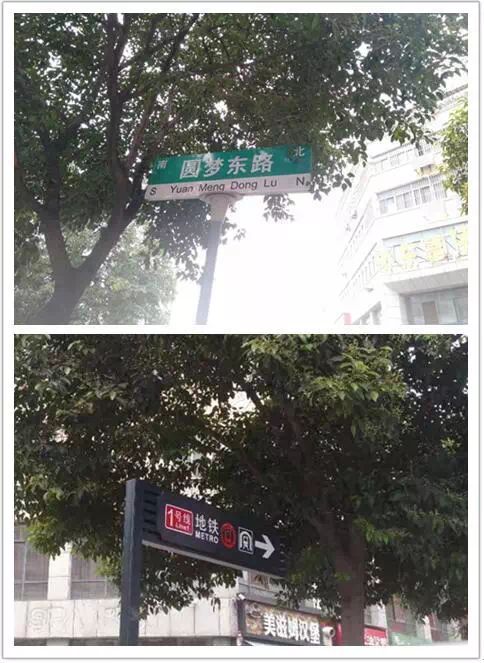 南 圆梦东路 北
S Yuan Meng Dong Lu N
1号线 地铁
Line1 METRO
美滋姆汉堡